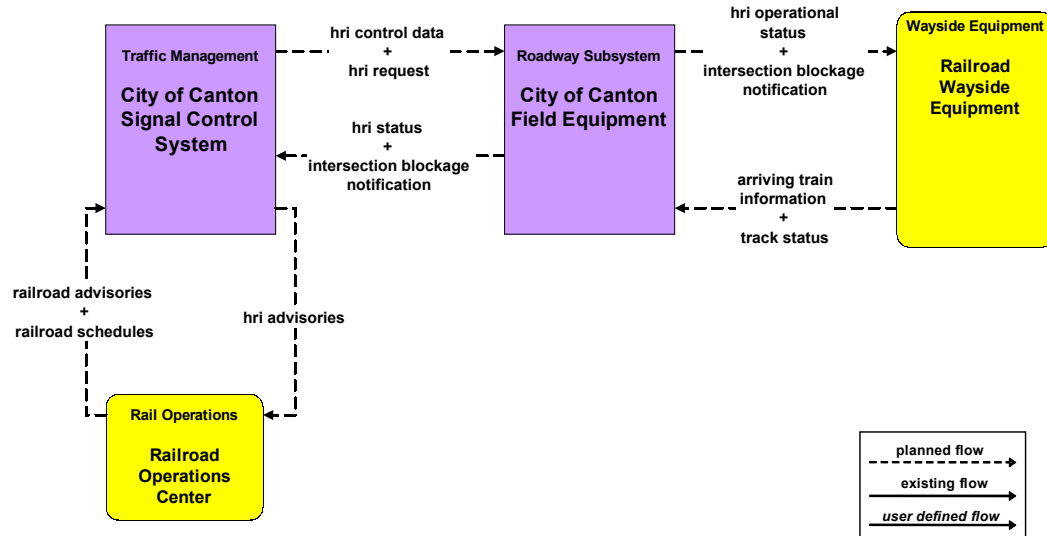 Traffic Management
City of Canton
Signal Control
System
hri control data
+
hri request
hri status
+
intersection blockage
notification
Roadway Subsystem
City of Canton
Field Equipment
hri operational
status
+
intersection blockage
notification
arriving train
information
+
track status
Wayside Equipment
Railroad
Wayside
Equipment
railroad advisories
+
railroad schedules
hri advisories
Rail Operations
Railroad
Operations
Center
planned flow
existing flow
user defined flow